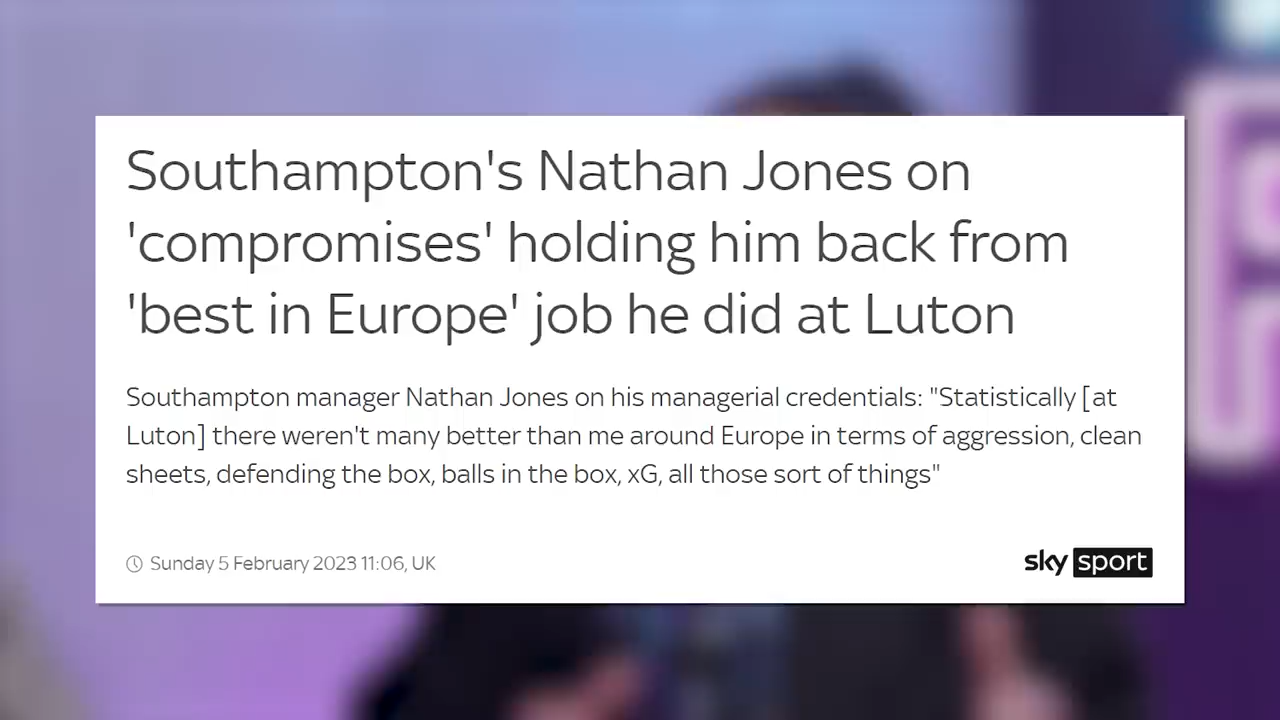 Southampton's Nathan Jones on
'compromises' holding him back from
'best in Europe' job he did at Luton
Southampton manager Nathan Jones on his managerial credentials: "Statistically [at
Luton] there weren't many better than me around Europe in terms of aggression, clean
sheets, defending the box, balls in the box, xG, all those sort of things"
Sunday 5 February 2023 11:06, UK
sky sport